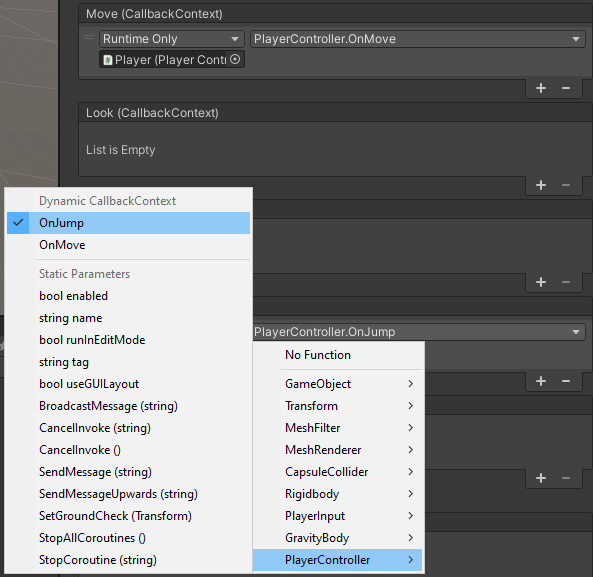 Move (CallbackContext)
Runtime Only
PlayerController.OnMove
Player (Player Contr
+ −
Look (CallbackContext)
List is Empty
+ −
Dynamic CallbackContext
OnJump
OnMove
Static Parameters
bool enabled
string name
bool runInEditMode
string tag
bool useGUILayout
BroadcastMessage (string)
CancelInvoke (string)
CancelInvoke ()
SendMessage (string)
SendMessageUpwards (string)
SetGroundCheck (Transform)
StopAllCoroutines ()
StopCoroutine (string)
+ −
PlayerController.OnJump
No Function
GameObject
Transform
MeshFilter
MeshRenderer
CapsuleCollider
Rigidbody
PlayerInput
GravityBody
PlayerController
+ −
+ −